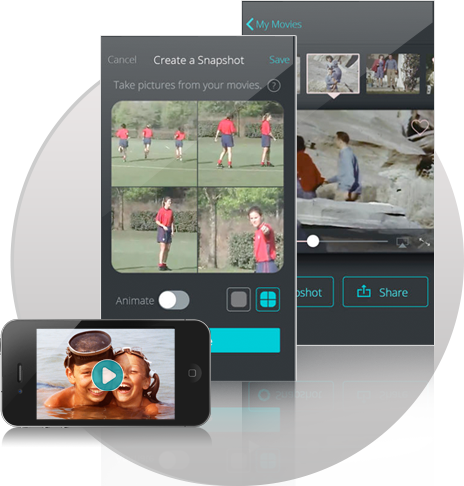 My Movies
Cancel Create a Snapshot Save
Take pictures from your movies. ?
Animate
pshot
Share